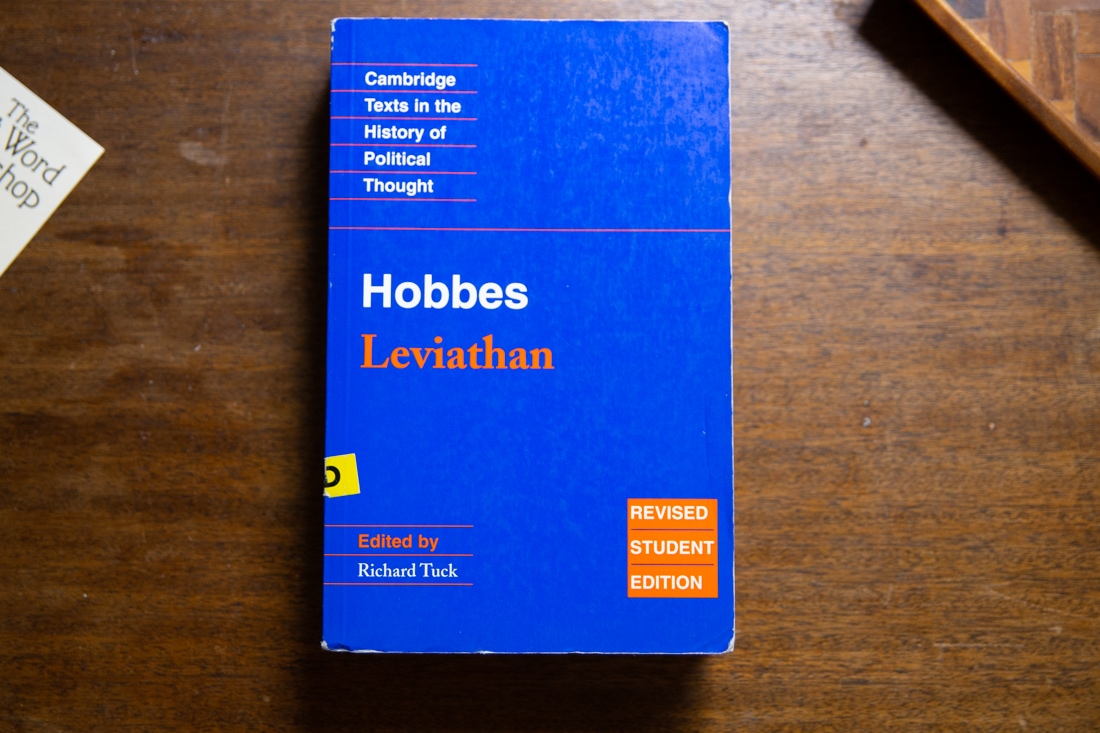 The
Word
hop
Cambridge
Texts in the
History of
Political
Thought
Hobbes
Leviathan
D
Edited by
Richard Tuck
REVISED
STUDENT
EDITION